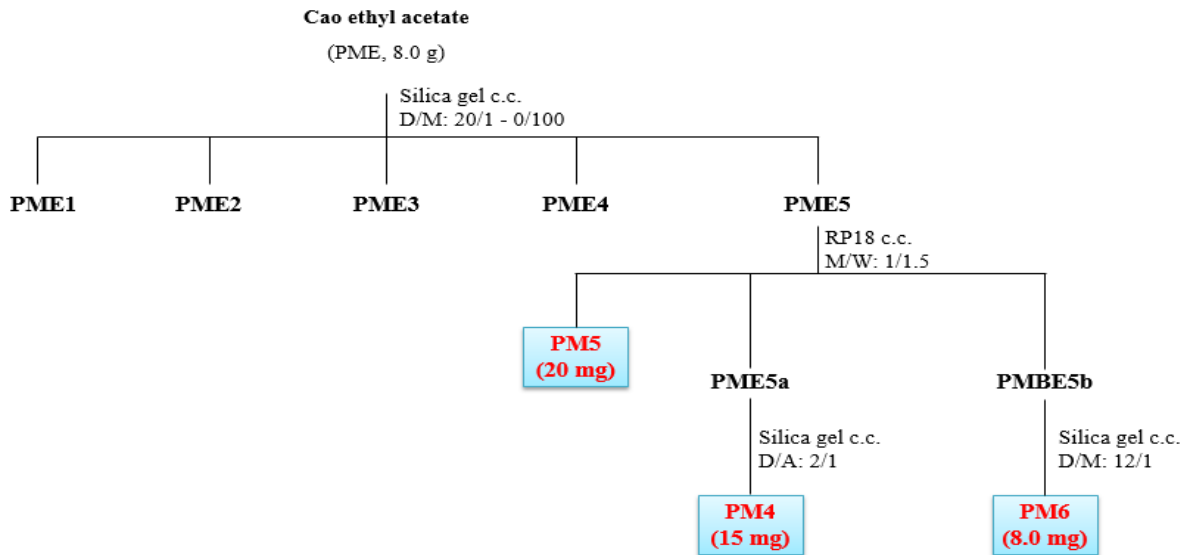 Cao ethyl acetate
(PME, 8.0 g)
Silica gel c.c.
D/M: 20/1 - 0/100
PME1
PME2
PME3
PME4
PME5
RP18 c.c.
M/W: 1/1.5
PM5
(20 mg)
PME5a
PMBE5b
Silica gel c.c.
D/A: 2/1
Silica gel c.c.
D/M: 12/1
PM4
(15 mg)
PM6
(8.0 mg)